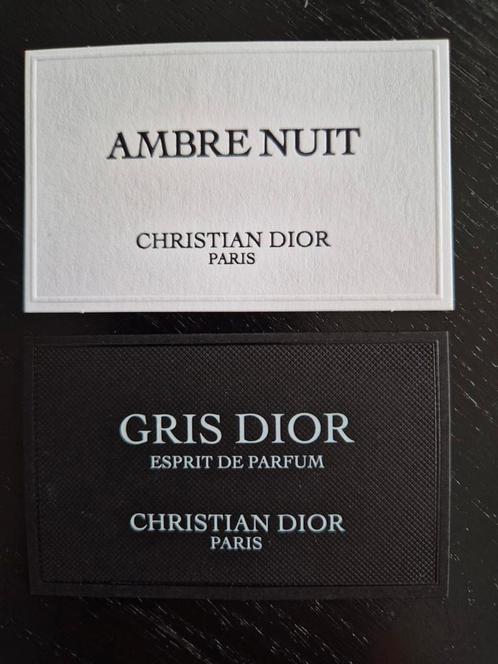 AMBRE NUIT
CHRISTIAN DIOR
PARIS
GRIS DIOR
ESPRIT DE PARFUM
CHRISTIAN DIOR
PARIS